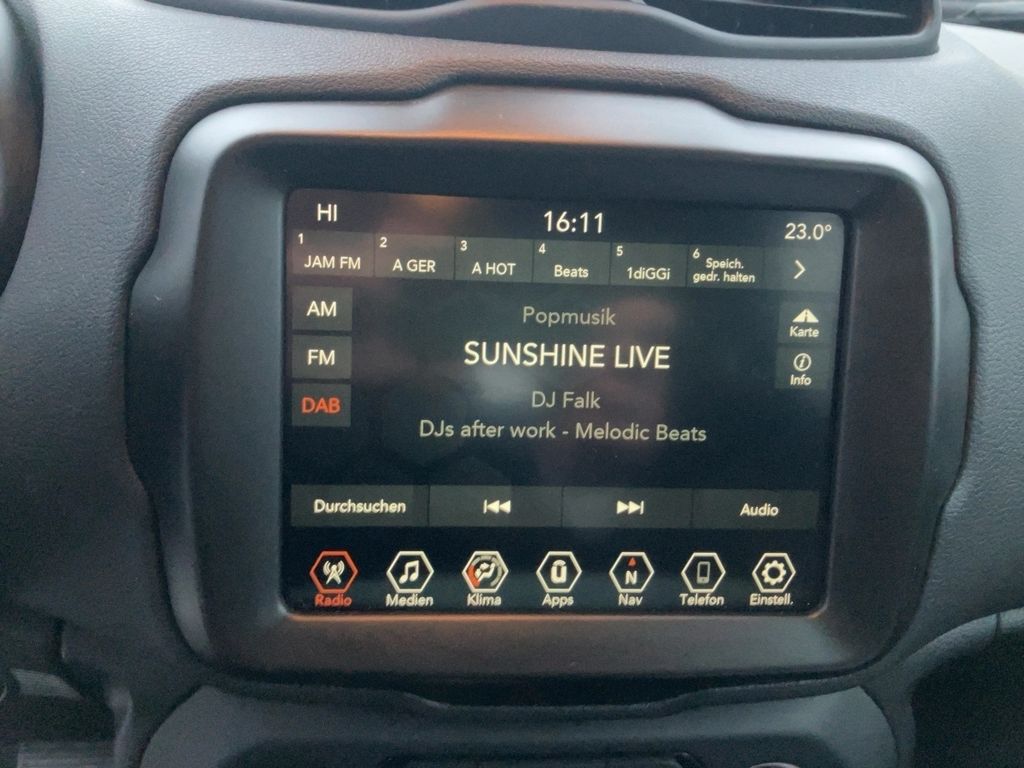 HI 16:11 23.0°
1 JAM FM 2 A GER 3 A HOT 4 Beats 5 1diGGi 6 Speich. gedr. halten
AM
FM
DAB
Popmusik
SUNSHINE LIVE
DJ Falk
DJs after work - Melodic Beats
Karte
Info
Durchsuchen Audio
N
Radio Medien Klima Apps Nav Telefon Einstell.